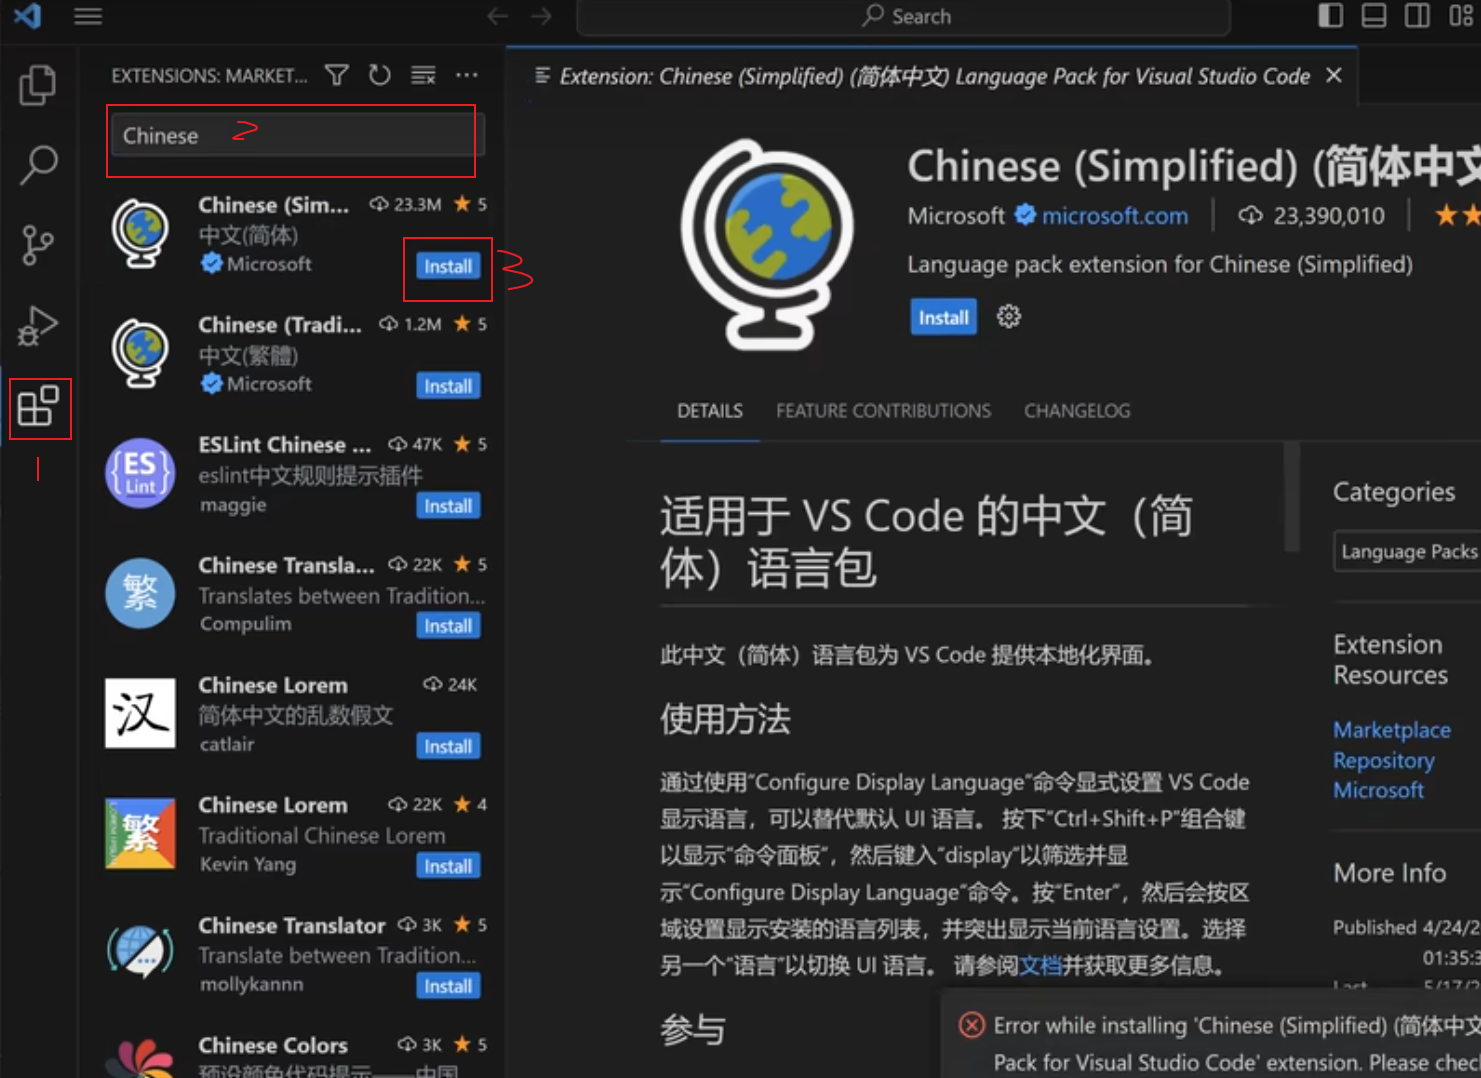 Search
EXTENSIONS: MARKET...
Extension: Chinese (Simplified) (简体中文) Language Pack for Visual Studio Code
Chinese
2
Chinese (Sim... 23.3M 5
中文(简体)
Microsoft
Install
3
Chinese (Tradi... 1.2M 5
中文(繁體)
Microsoft
Install
1
ESLint Chinese ... 47K 5
eslint中文规则提示插件
maggie
Install
ES
Lint
Chinese Transla... 22K 5
Translates between Tradition...
Compulim
Install
繁
Chinese Lorem 24K
简体中文的乱数假文
catlair
Install
汉
Chinese Lorem 22K 4
Traditional Chinese Lorem
Kevin Yang
Install
繁
Chinese Translator 3K 5
Translate between Tradition...
mollykannn
Install
Chinese Colors 3K 5
预设颜色代码提示——中国
Chinese (Simplified) (简体中文
Microsoft microsoft.com 23,390,010
Language pack extension for Chinese (Simplified)
Install
DETAILS FEATURE CONTRIBUTIONS CHANGELOG
适用于 VS Code 的中文（简
体）语言包
此中文（简体）语言包为 VS Code 提供本地化界面。
使用方法
通过使用“Configure Display Language”命令显式设置 VS Code
显示语言，可以替代默认 UI 语言。 按下“Ctrl+Shift+P”组合键
以显示“命令面板”，然后键入“display”以筛选并显
示“Configure Display Language”命令。按“Enter”，然后会按区
域设置显示安装的语言列表，并突出显示当前语言设置。选择
另一个“语言”以切换 UI 语言。 请参阅文档并获取更多信息。
参与
Categories
Language Packs
Extension
Resources
Marketplace
Repository
Microsoft
More Info
Published 4/24/2
01:35:3
Last 5/17/2
Error while installing 'Chinese (Simplified) (简体中文
Pack for Visual Studio Code' extension. Please chec